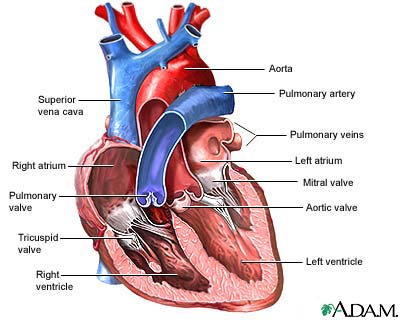 Aorta
Pulmonary artery
Superior
vena cava
Pulmonary veins
Left atrium
Right atrium
Mitral valve
Pulmonary
valve
Aortic valve
Tricuspid
valve
Left ventricle
Right
ventricle
A.D.A.M.